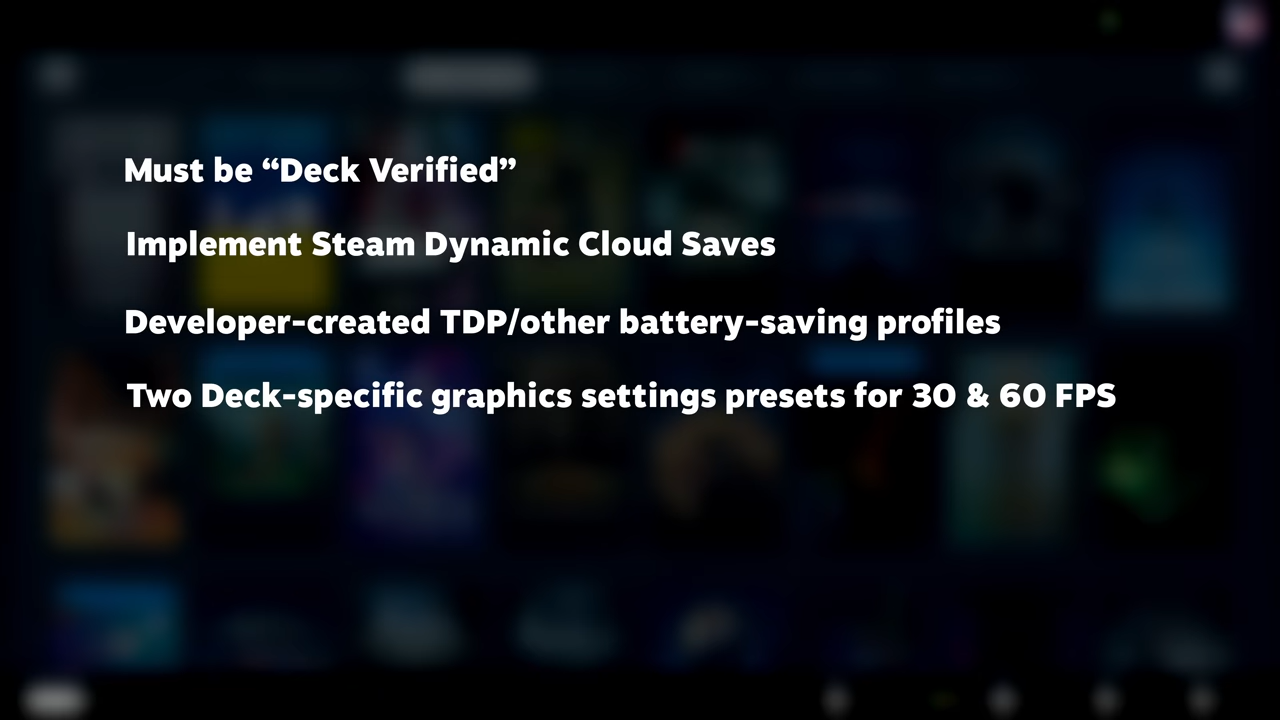 Must be “Deck Verified”
Implement Steam Dynamic Cloud Saves
Developer-created TDP/other battery-saving profiles
Two Deck-specific graphics settings presets for 30 & 60 FPS